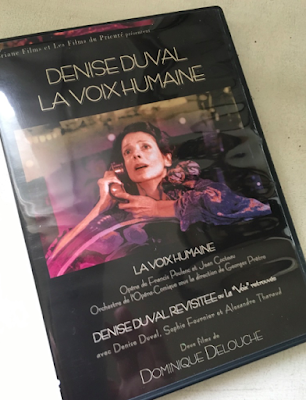 ariane Films et Les Films du Prieuré présentent
DENISE DUVAL
LA VOIX HUMAINE
LA VOIX HUMAINE
Opéra de Francis Poulenc et Jean Cocteau
Orchestre de l'Opéra-Comique sous la direction de Georges Prêtre
DENISE DUVAL REVISITÉE ou La "Voix" retrouvée
avec Denise Duval, Sophie Fournier et Alexandre Tharaud
Deux films de
DOMINIQUE DELOUCHE